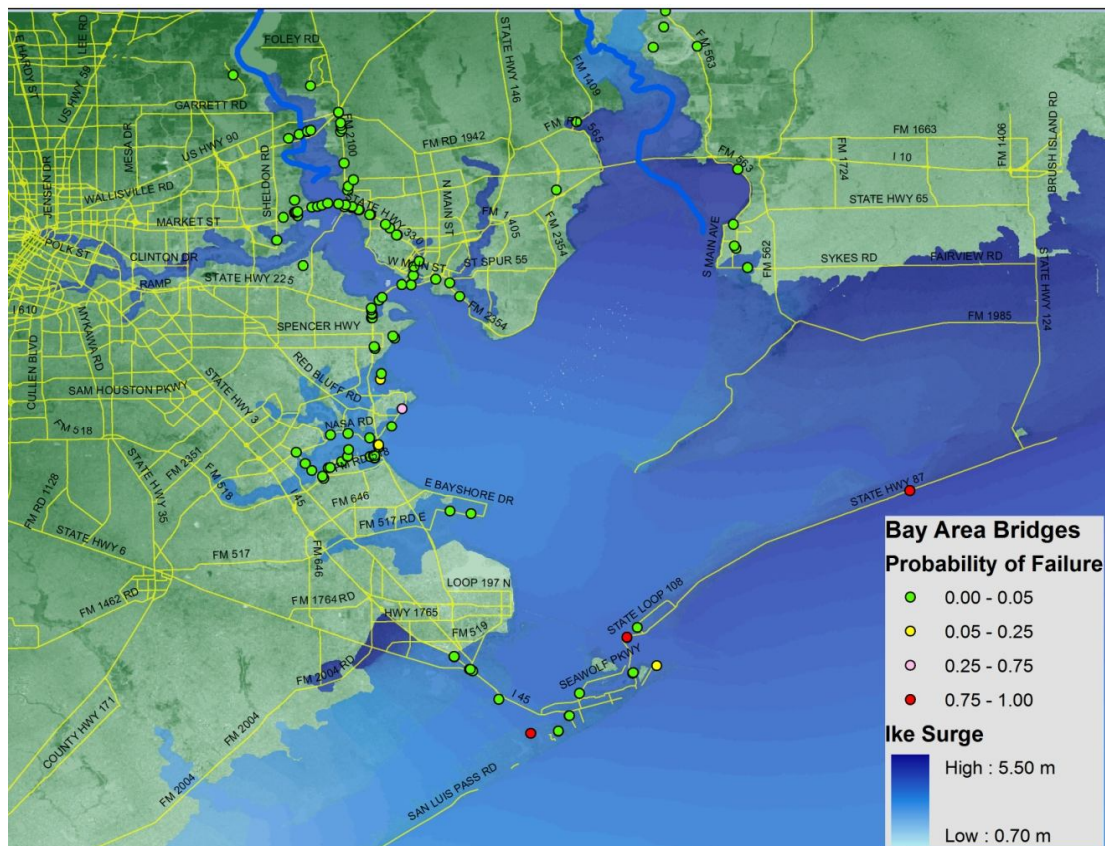 FOLEY RD
LEE RD
E HARDY ST
US HWY 59
STATE HWY 146
FM 1409
FM 563
GARRETT RD
FM 2100
FM RD
565
FM RD 1942
FM 1663
FM 1406
BRUSH ISLAND RD
MESA DR
US HWY 90
JENSEN DR
SHELDON RD
WALLISVILLE RD
I 10
FM 563
FM 1724
STATE HWY 65
N MAIN ST
STATE HWY 330
FM 1405
FM 2354
MARKET ST
POLK ST
CLINTON DR
W MAIN ST
ST SPUR 55
S MAIN AVE
FM 562
SYKES RD
FAIRVIEW RD
STATE HWY 225
RAMP
STATE HWY 124
I 610
FM 2354
SPENCER HWY
FM 1985
MYKAWA RD
CULLEN BLVD
RED BLUFF RD
SAM HOUSTON PKWY
STATE HWY 3
NASA RD
FM 518
FM 2351
FM RD 1128
STATE HWY 35
FM 518
I 45
FM 646
E BAYSHORE DR
STATE HWY 87
FM 517 RD E
STATE HWY 6
FM 517
FM 646
LOOP 197 N
FM 1462 RD
FM 1764 RD
HWY 1765
FM 519
STATE LOOP 108
SEAWOLF PKWY
FM 2004 RD
I 45
COUNTY HWY 171
FM 2004
FM 2004
SAN LUIS PASS RD
Bay Area Bridges
Probability of Failure
0.00 - 0.05
0.05 - 0.25
0.25 - 0.75
0.75 - 1.00
Ike Surge
High : 5.50 m
Low : 0.70 m